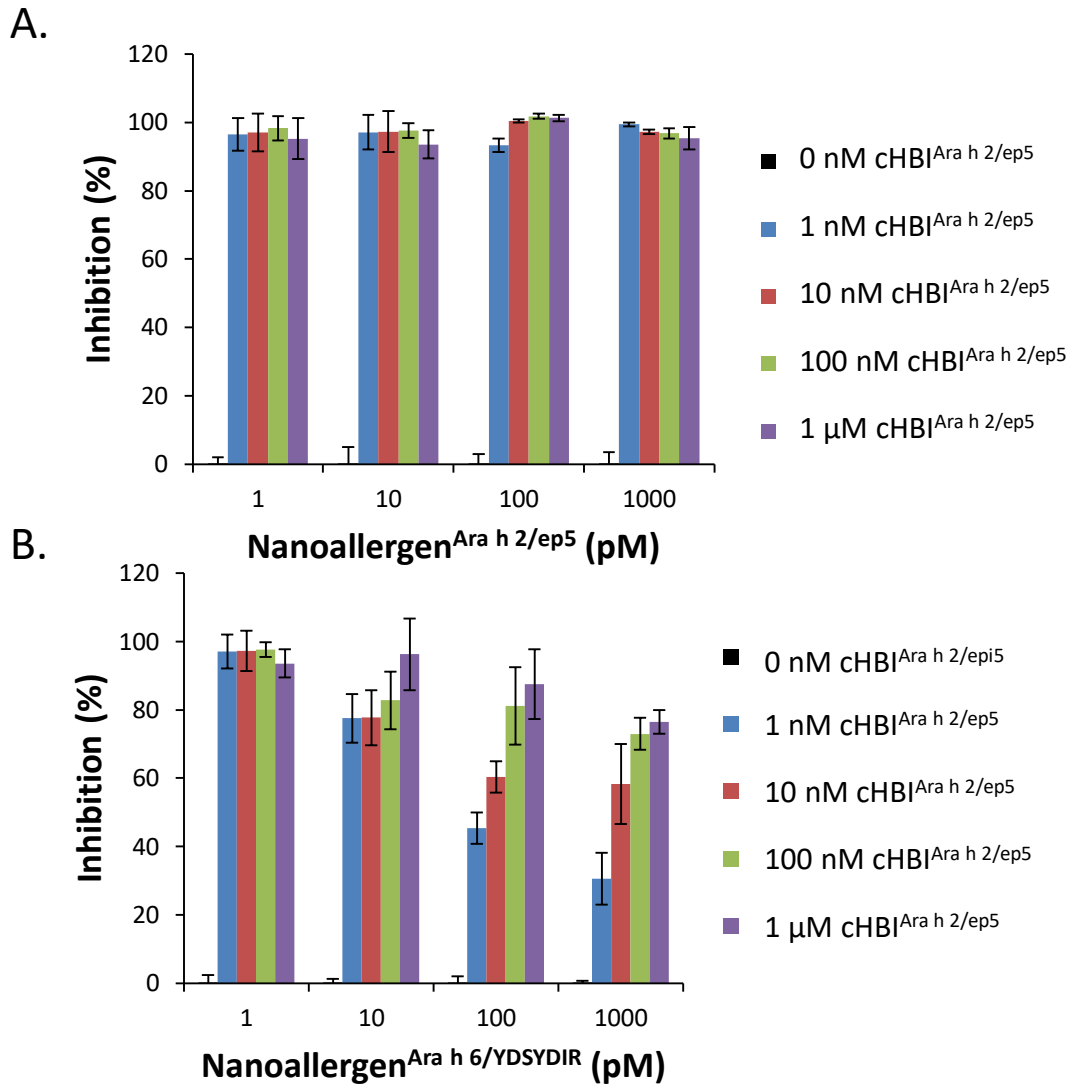 A.
120
100
80
60
40
20
0
Inhibition (%)
1 10 100 1000
Nanoallergen^Ara h 2/ep5 (pM)
0 nM cHBI^Ara h 2/ep5
1 nM cHBI^Ara h 2/ep5
10 nM cHBI^Ara h 2/ep5
100 nM cHBI^Ara h 2/ep5
1 μM cHBI^Ara h 2/ep5
B.
120
100
80
60
40
20
0
Inhibition (%)
1 10 100 1000
Nanoallergen^Ara h 6/YDSYDIR (pM)
0 nM cHBI^Ara h 2/epi5
1 nM cHBI^Ara h 2/ep5
10 nM cHBI^Ara h 2/ep5
100 nM cHBI^Ara h 2/ep5
1 μM cHBI^Ara h 2/ep5